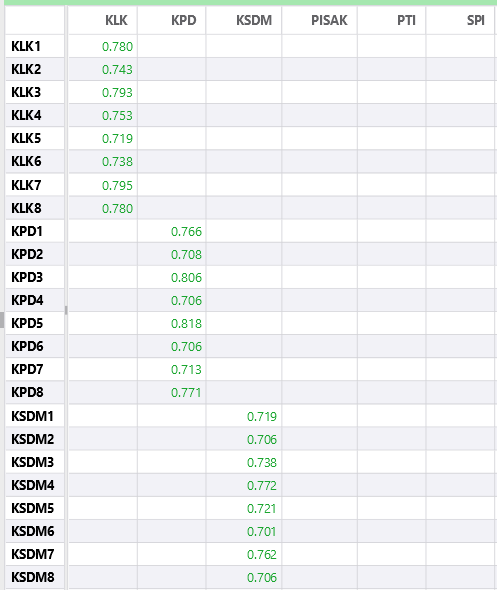 KLK KPD KSDM PISAK PTI SPI
KLK1 0.780
KLK2 0.743
KLK3 0.793
KLK4 0.753
KLK5 0.719
KLK6 0.738
KLK7 0.795
KLK8 0.780
KPD1 0.766
KPD2 0.708
KPD3 0.806
KPD4 0.706
KPD5 0.818
KPD6 0.706
KPD7 0.713
KPD8 0.771
KSDM1 0.719
KSDM2 0.706
KSDM3 0.738
KSDM4 0.772
KSDM5 0.721
KSDM6 0.701
KSDM7 0.762
KSDM8 0.706